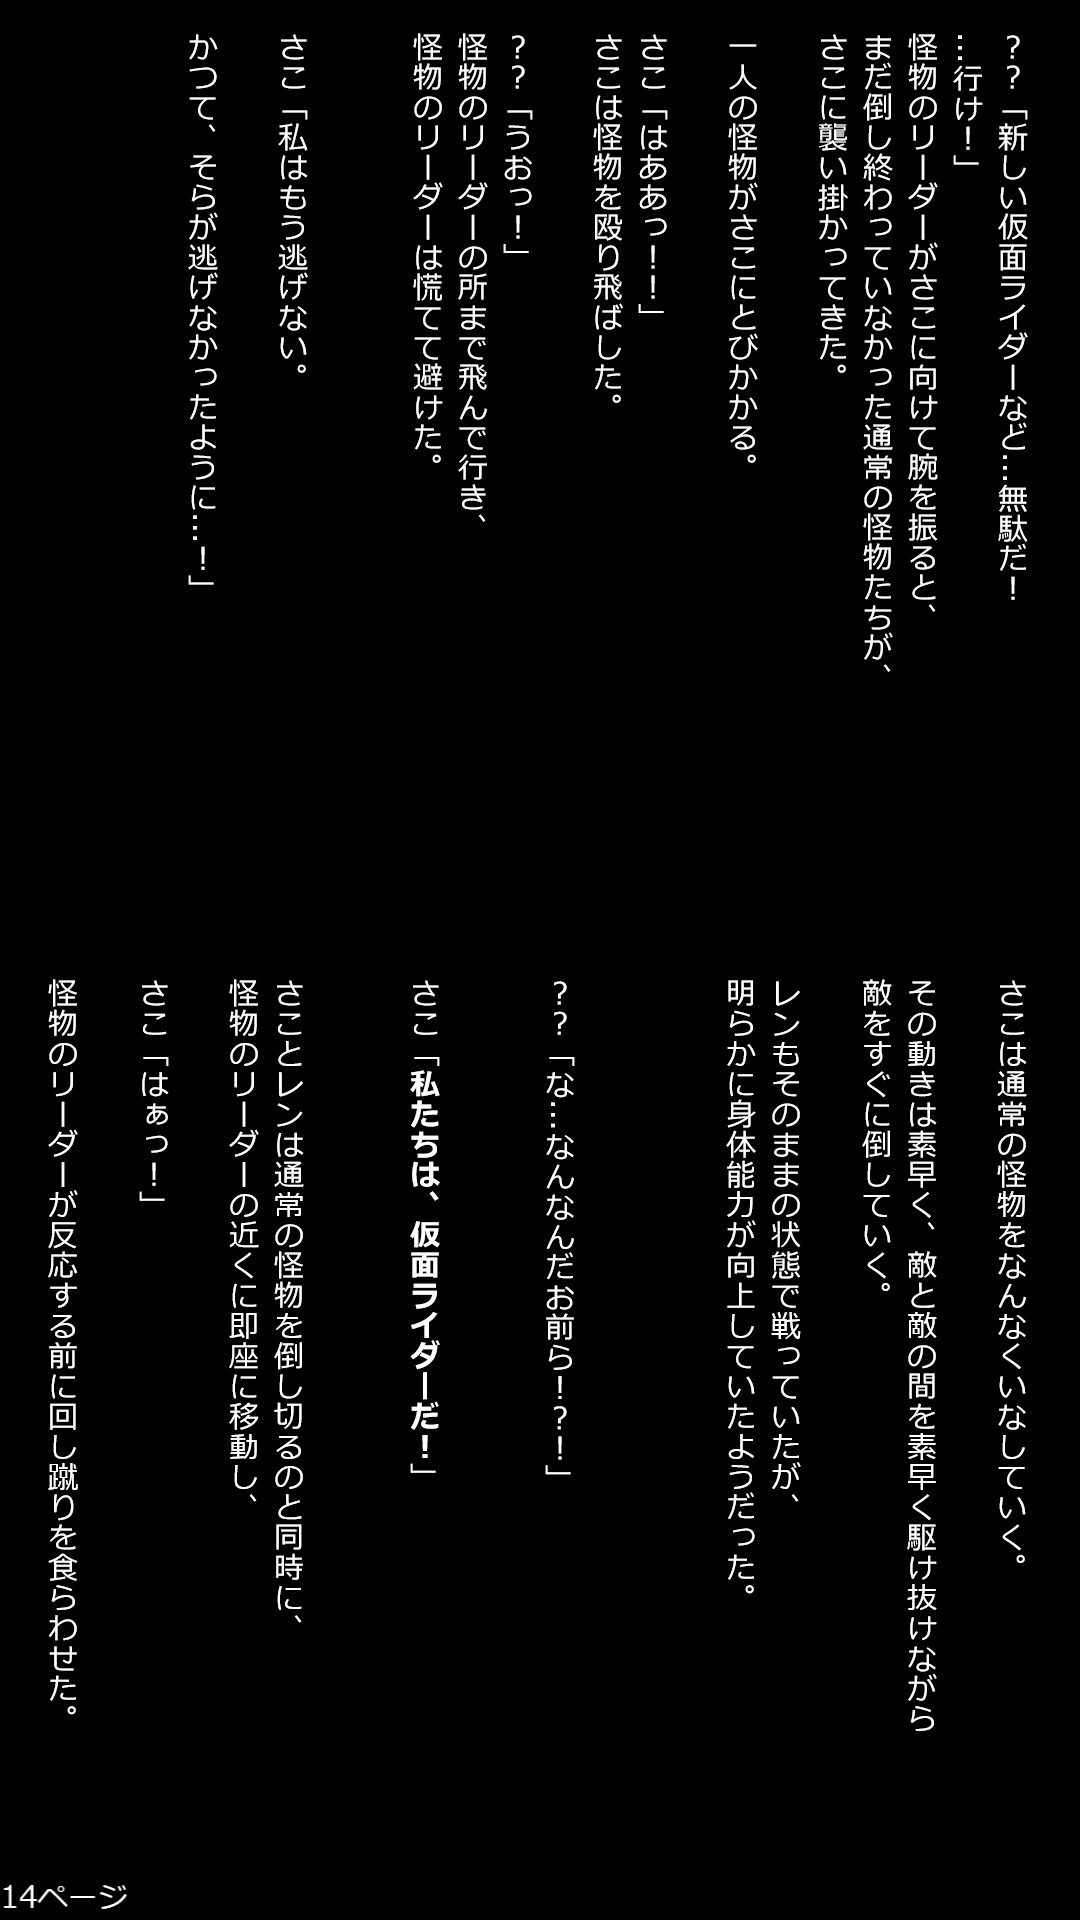 ??「新しい仮面ライダーなど…無駄だ！
…行け！」
怪物のリーダーがさこに向けて腕を振ると、
まだ倒し終わっていなかった通常の怪物たちが、
さこに襲い掛かってきた。
一人の怪物がさこにとびかかる。
さこ「はああっ！！」
さこは怪物を殴り飛ばした。
??「うおっ！」
怪物のリーダーの所まで飛んで行き、
怪物のリーダーは慌てて避けた。
さこ「私はもう逃げない。
かつて、そらが逃げなかったように…！」
さこは通常の怪物をなんなくいなしていく。
その動きは素早く、敵と敵の間を素早く駆け抜けながら
敵をすぐに倒していく。
レンもそのままの状態で戦っていたが、
明らかに身体能力が向上していたようだった。
??「な…なんなんだお前ら！？！」
さこ「私たちは、仮面ライダーだ！」
さことレンは通常の怪物を倒し切るのと同時に、
怪物のリーダーの近くに即座に移動し、
さこ「はぁっ！」
怪物のリーダーが反応する前に回し蹴りを食らわせた。
14ページ